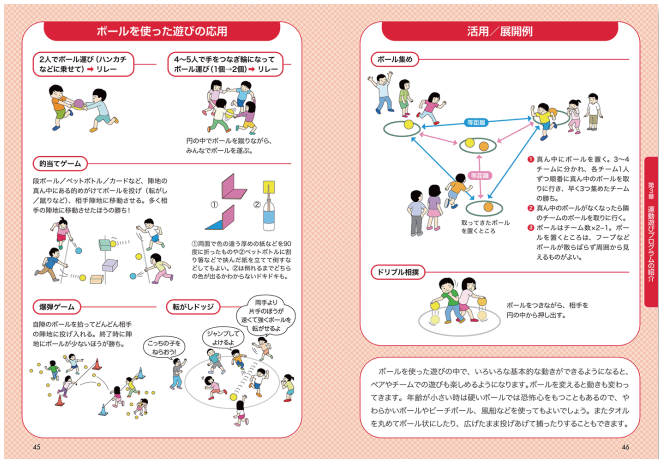 ボールを使った遊びの応用
2人でボール運び(ハンカチ
などに乗せて)➡リレー
4〜5人で手をつなぎ輪になって
ボール運び(1個→2個)➡リレー
円の中でボールを蹴りながら、
みんなでボールを運ぶ。
的当てゲーム
段ボール/ペットボトル/カードなど、陣地の
真ん中にある的めがけてボールを投げ(転がし
/蹴りなど)、相手陣地に移動させる。多く相
手の陣地に移動させたほうの勝ち!
①
②
①両面で色の違う厚めの紙などを90
度に折ったものや②ペットボトルに割
り箸などで挟んだ紙を立てて倒すな
どしてもよい。②は倒れるまでどちら
の色が出るかわからないドキドキも。
爆弾ゲーム
自陣のボールを拾ってどんどん相手
の陣地に投げ入れる。終了時に陣
地にボールが少ないほうが勝ち。
転がしドッジ
こっちの子を
ねらおう!
ジャンプして
よけるよ
両手より
片手のほうが
速くて強くボールを
転がせるよ
45
活用/展開例
ボール集め
等距離
等距離
取ってきたボール
を置くところ
❶ 真ん中にボールを置く。3〜4
チームに分かれ、各チーム1人
ずつ順番に真ん中のボールを取
りに行き、早く3つ集めたチーム
の勝ち。
❷ 真ん中のボールがなくなったら隣
のチームのボールを取りに行く。
❸ ボールはチーム数×2−1。ボー
ルを置くところは、フープなど
ボールが散らばらず周囲から見
えるものがよい。
ドリブル相撲
ボールをつきながら、相手を
円の中から押し出す。
ボールを使った遊びの中で、いろいろな基本的な動きができるようになると、
ペアやチームでの遊びも楽しめるようになります。ボールを変えると動きも変わっ
てきます。年齢が小さい時は硬いボールでは恐怖心をもつこともあるので、や
わらかいボールやビーチボール、風船などを使ってもよいでしょう。またタオル
を丸めてボール状にしたり、広げたまま投げあげて捕ったりすることもできます。
第3章 運動遊びプログラムの紹介
46